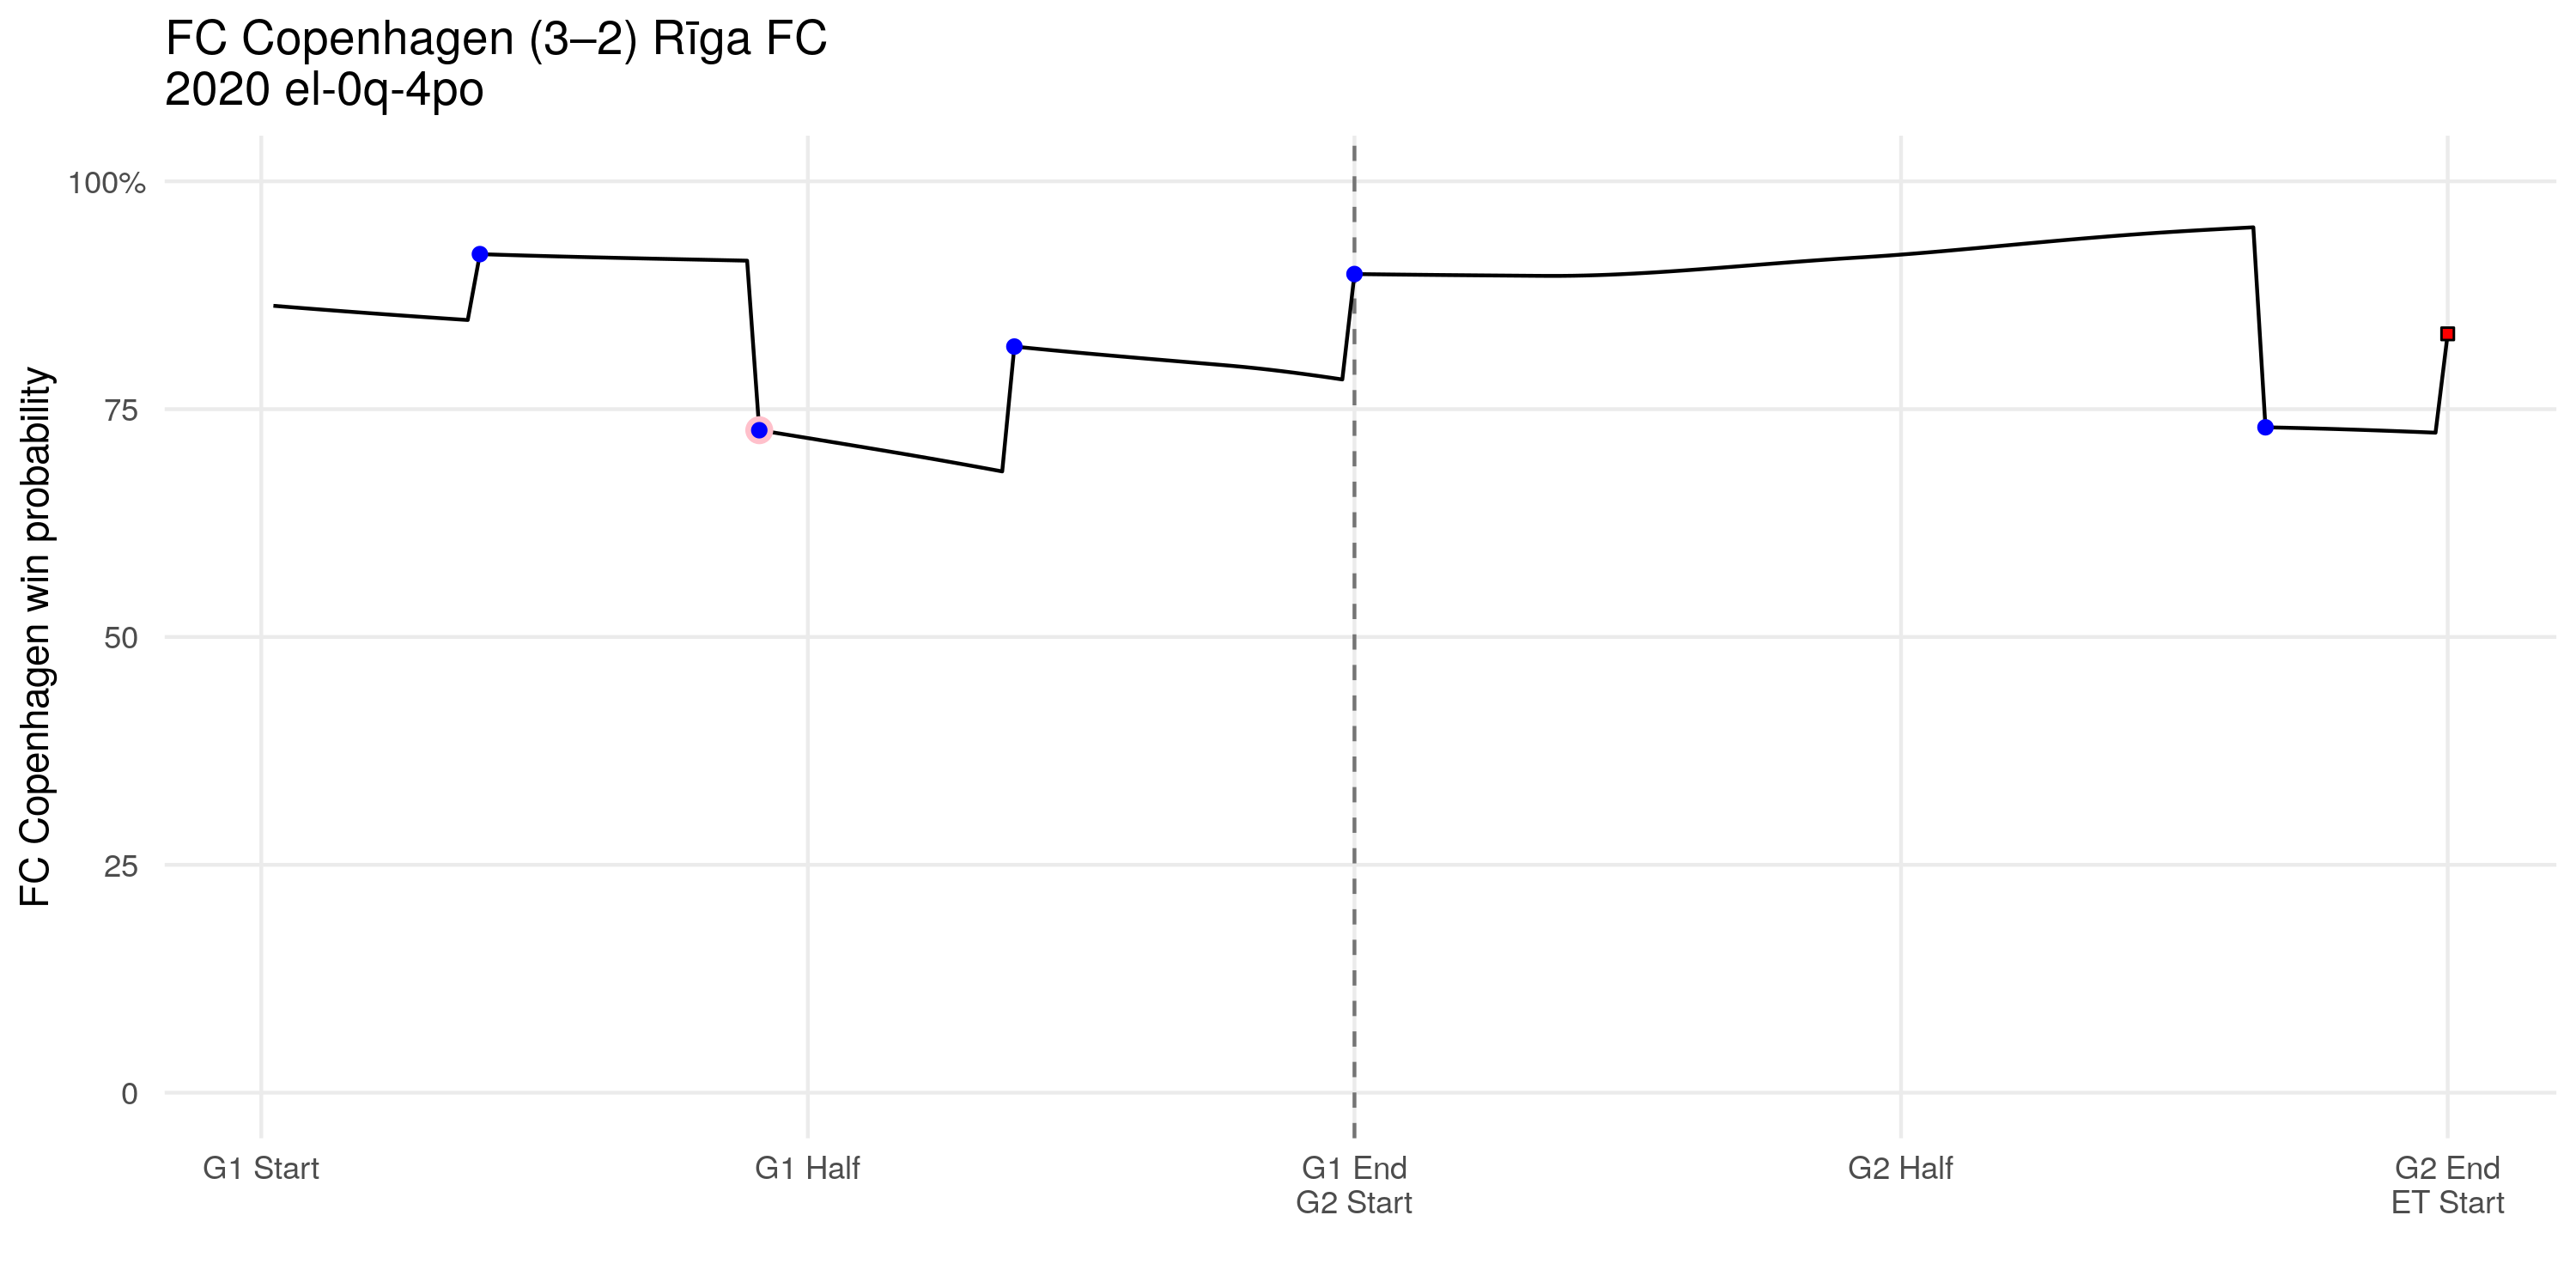 FC Copenhagen (3–2) Rīga FC
2020 el-0q-4po
FC Copenhagen win probability
100%
75
50
25
0
G1 Start
G1 Half
G1 End
G2 Start
G2 Half
G2 End
ET Start